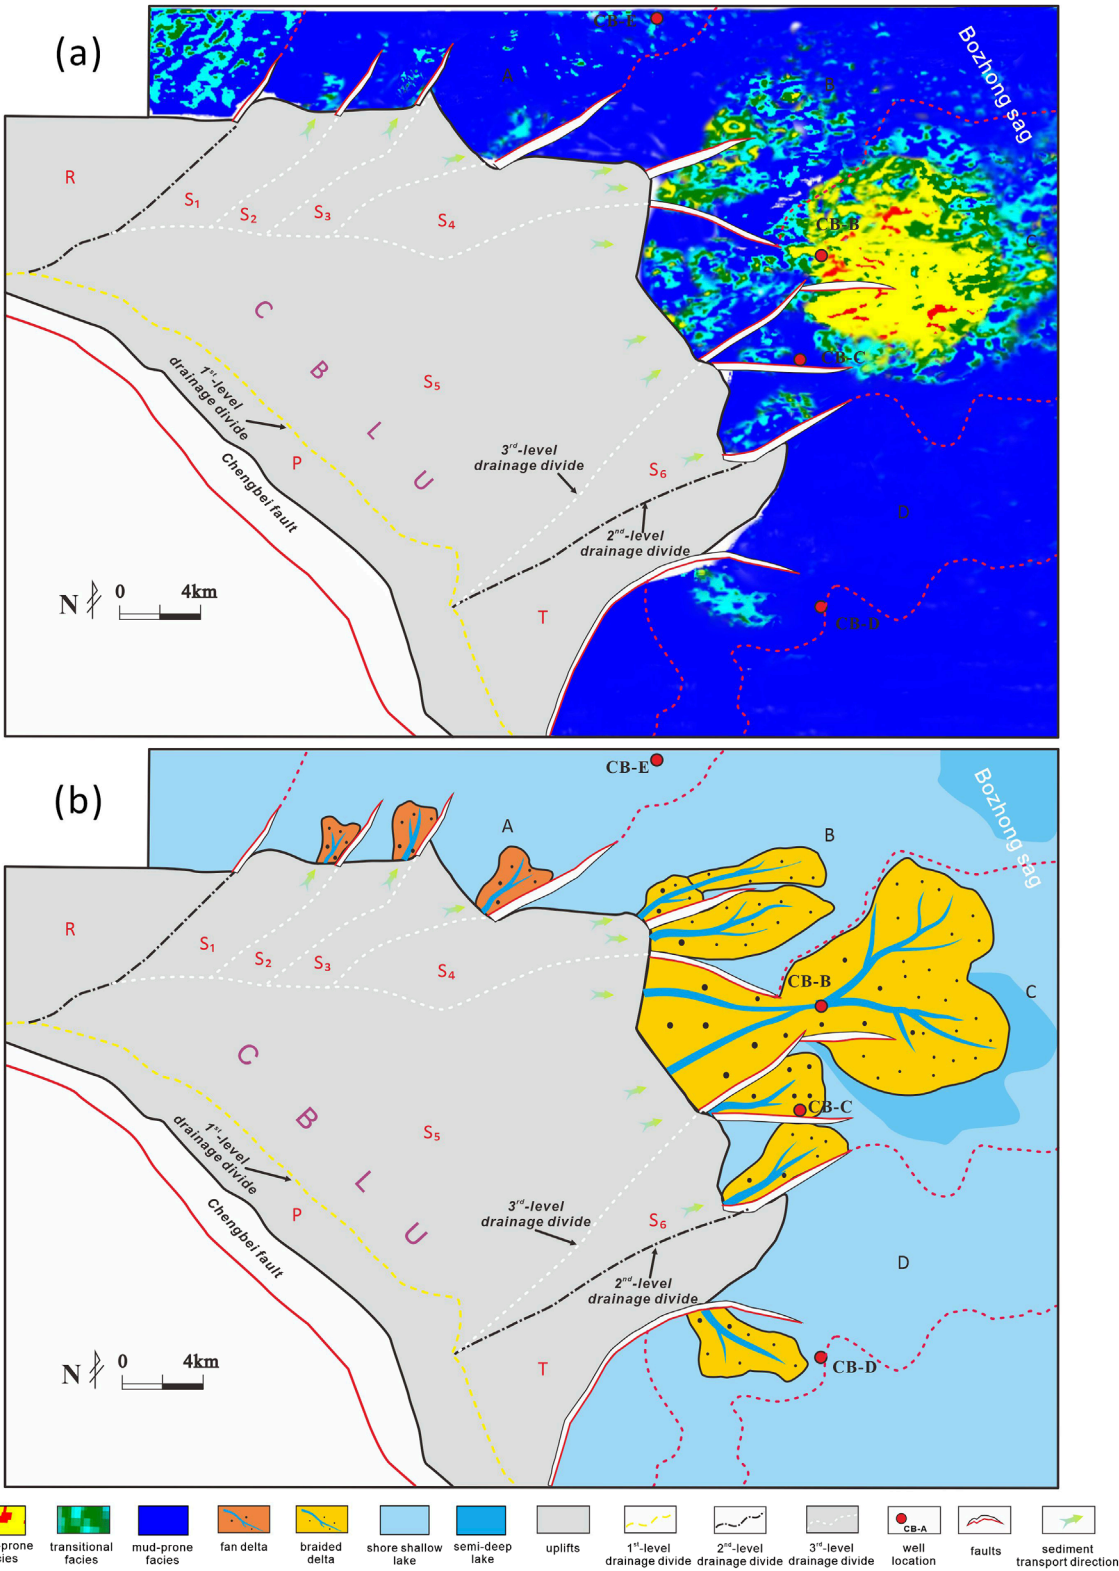 (a)
CB-E
A
B
Bozhong sag
R
S₁
S₂
S₃
S₄
CB-B
C
C
B
L
U
CB-C
S₅
1ˢᵗ-level
drainage divide
P
Chengbei fault
3ʳᵈ-level
drainage divide
S₆
2ⁿᵈ-level
drainage divide
D
N
0 4km
T
CB-D
(b)
CB-E
A
B
Bozhong sag
R
S₁
S₂
S₃
S₄
CB-B
C
C
B
L
U
CB-C
S₅
1ˢᵗ-level
drainage divide
P
Chengbei fault
3ʳᵈ-level
drainage divide
S₆
2ⁿᵈ-level
drainage divide
D
N
0 4km
T
CB-D
-prone
cies
transitional
facies
mud-prone
facies
fan delta
braided
delta
shore shallow
lake
semi-deep
lake
uplifts
1ˢᵗ-level
drainage divide
2ⁿᵈ-level
drainage divide
3ʳᵈ-level
drainage divide
CB-A
well
location
faults
sediment
transport direction